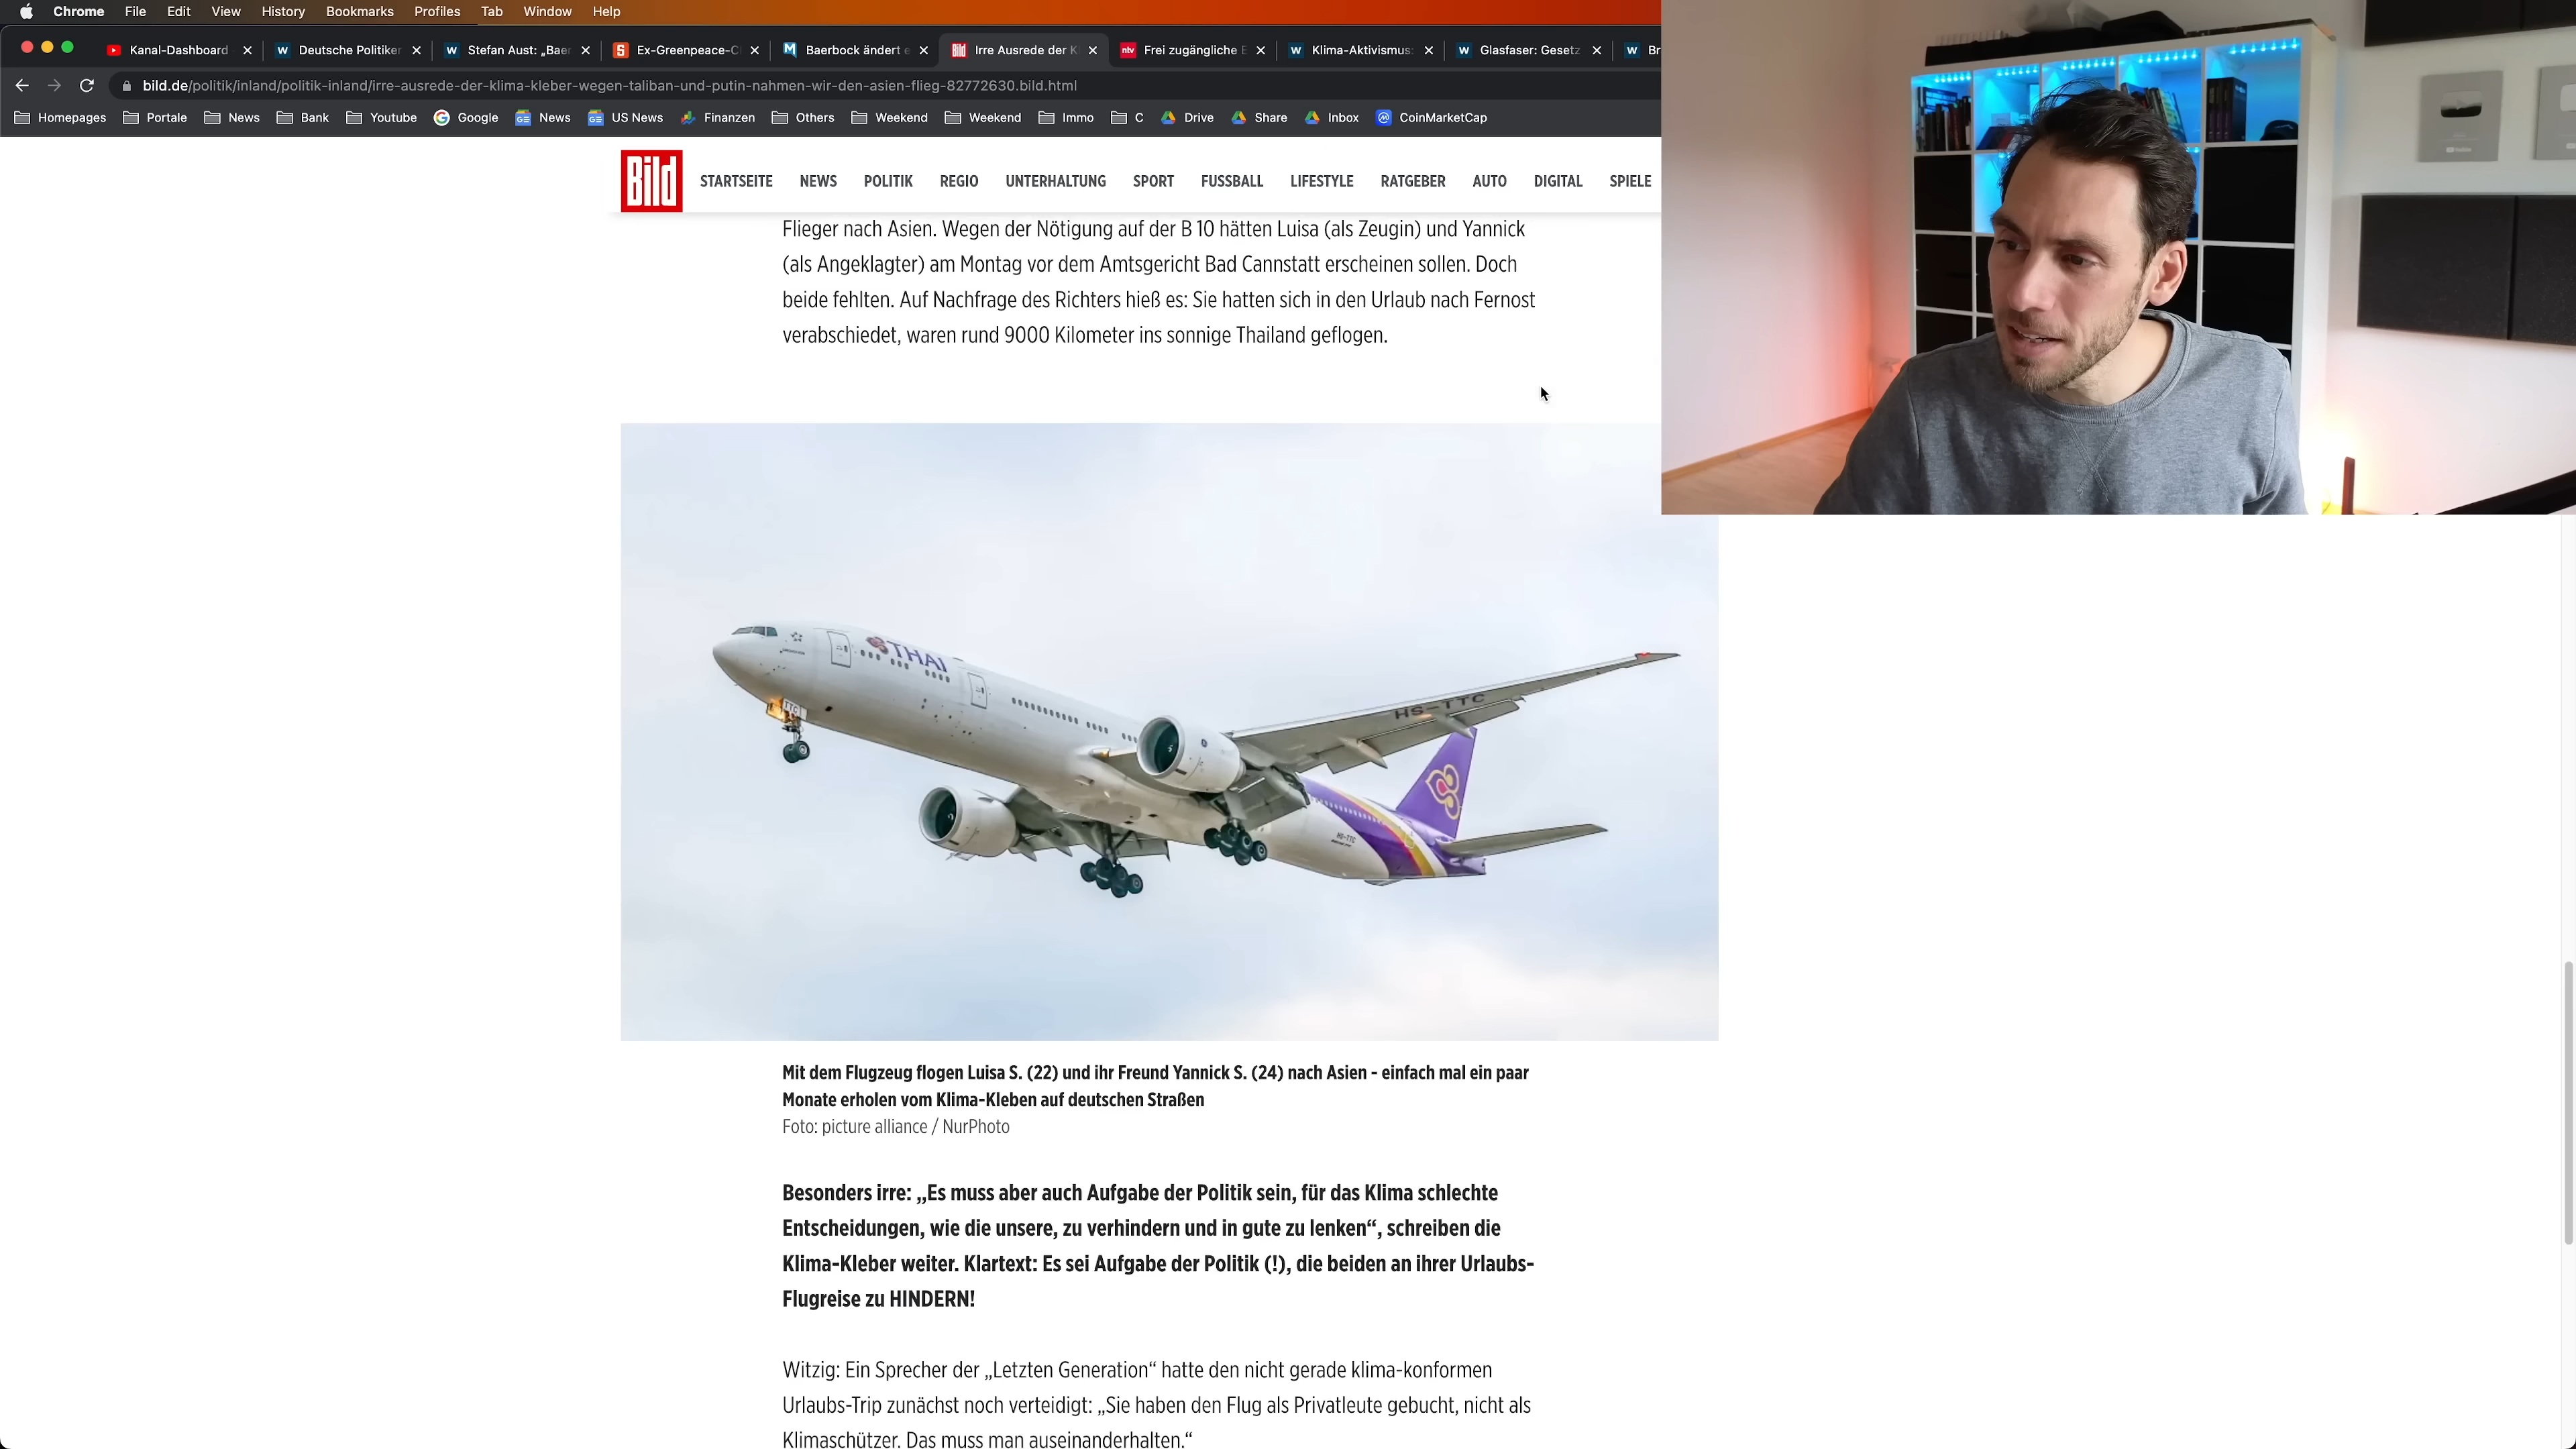 Chrome File Edit View History Bookmarks Profiles Tab Window Help
Kanal-Dashboard Deutsche Politiker Stefan Aust: „Baer Ex-Greenpeace-C Baerbock ändert e Irre Ausrede der K ntv Frei zugängliche E Klima-Aktivismus: Glasfaser: Gesetz Br
bild.de/politik/inland/politik-inland/irre-ausrede-der-klima-kleber-wegen-taliban-und-putin-nahmen-wir-den-asien-flieg-82772630.bild.html
Homepages Portale News Bank Youtube Google News US News Finanzen Others Weekend Weekend Immo C Drive Share Inbox CoinMarketCap
Bild STARTSEITE NEWS POLITIK REGIO UNTERHALTUNG SPORT FUSSBALL LIFESTYLE RATGEBER AUTO DIGITAL SPIELE
Flieger nach Asien. Wegen der Nötigung auf der B 10 hätten Luisa (als Zeugin) und Yannick
(als Angeklagter) am Montag vor dem Amtsgericht Bad Cannstatt erscheinen sollen. Doch
beide fehlten. Auf Nachfrage des Richters hieß es: Sie hatten sich in den Urlaub nach Fernost
verabschiedet, waren rund 9000 Kilometer ins sonnige Thailand geflogen.
THAI
HS-TTC
TTC
HS-TTC
Mit dem Flugzeug flogen Luisa S. (22) und ihr Freund Yannick S. (24) nach Asien - einfach mal ein paar
Monate erholen vom Klima-Kleben auf deutschen Straßen
Foto: picture alliance / NurPhoto
Besonders irre: „Es muss aber auch Aufgabe der Politik sein, für das Klima schlechte
Entscheidungen, wie die unsere, zu verhindern und in gute zu lenken“, schreiben die
Klima-Kleber weiter. Klartext: Es sei Aufgabe der Politik (!), die beiden an ihrer Urlaubs-
Flugreise zu HINDERN!
Witzig: Ein Sprecher der „Letzten Generation“ hatte den nicht gerade klima-konformen
Urlaubs-Trip zunächst noch verteidigt: „Sie haben den Flug als Privatleute gebucht, nicht als
Klimaschützer. Das muss man auseinanderhalten.“